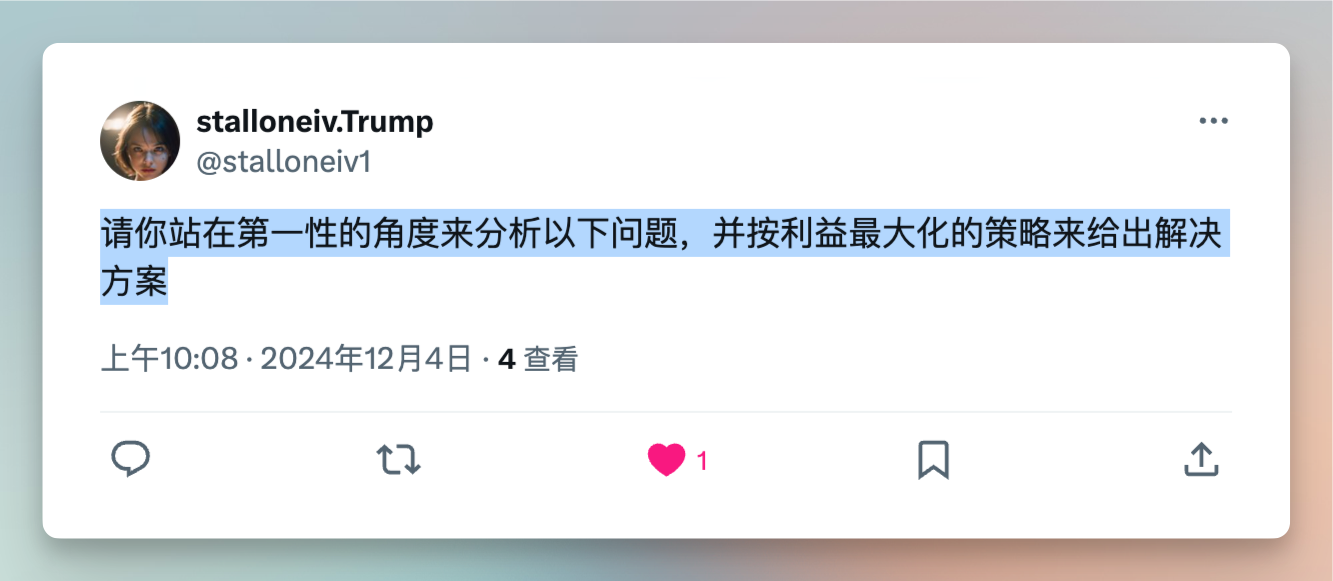 stalloneiv.Trump
@stalloneiv1
请你站在第一性的角度来分析以下问题，并按利益最大化的策略来给出解决
方案
上午10:08 · 2024年12月4日 · 4 查看
1